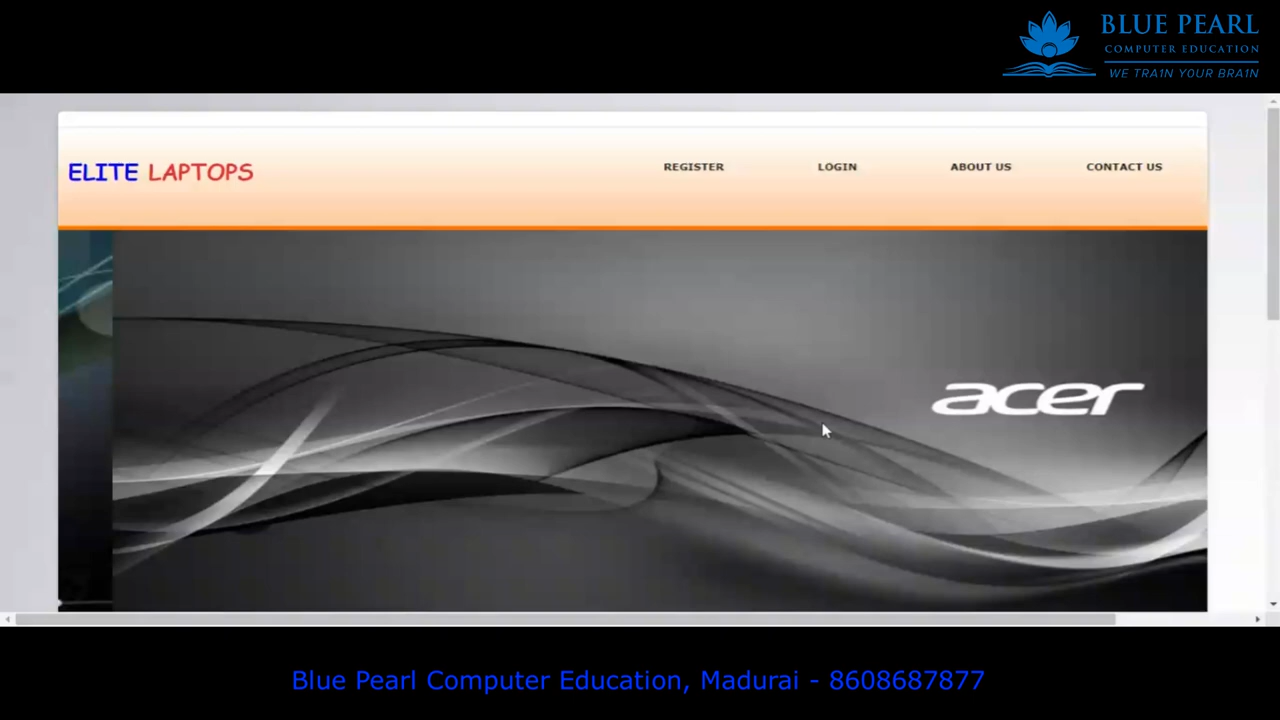 BLUE PEARL
COMPUTER EDUCATION
WE TRAIN YOUR BRAIN
ELITE LAPTOPS
REGISTER
LOGIN
ABOUT US
CONTACT US
acer
Blue Pearl Computer Education, Madurai - 8608687877